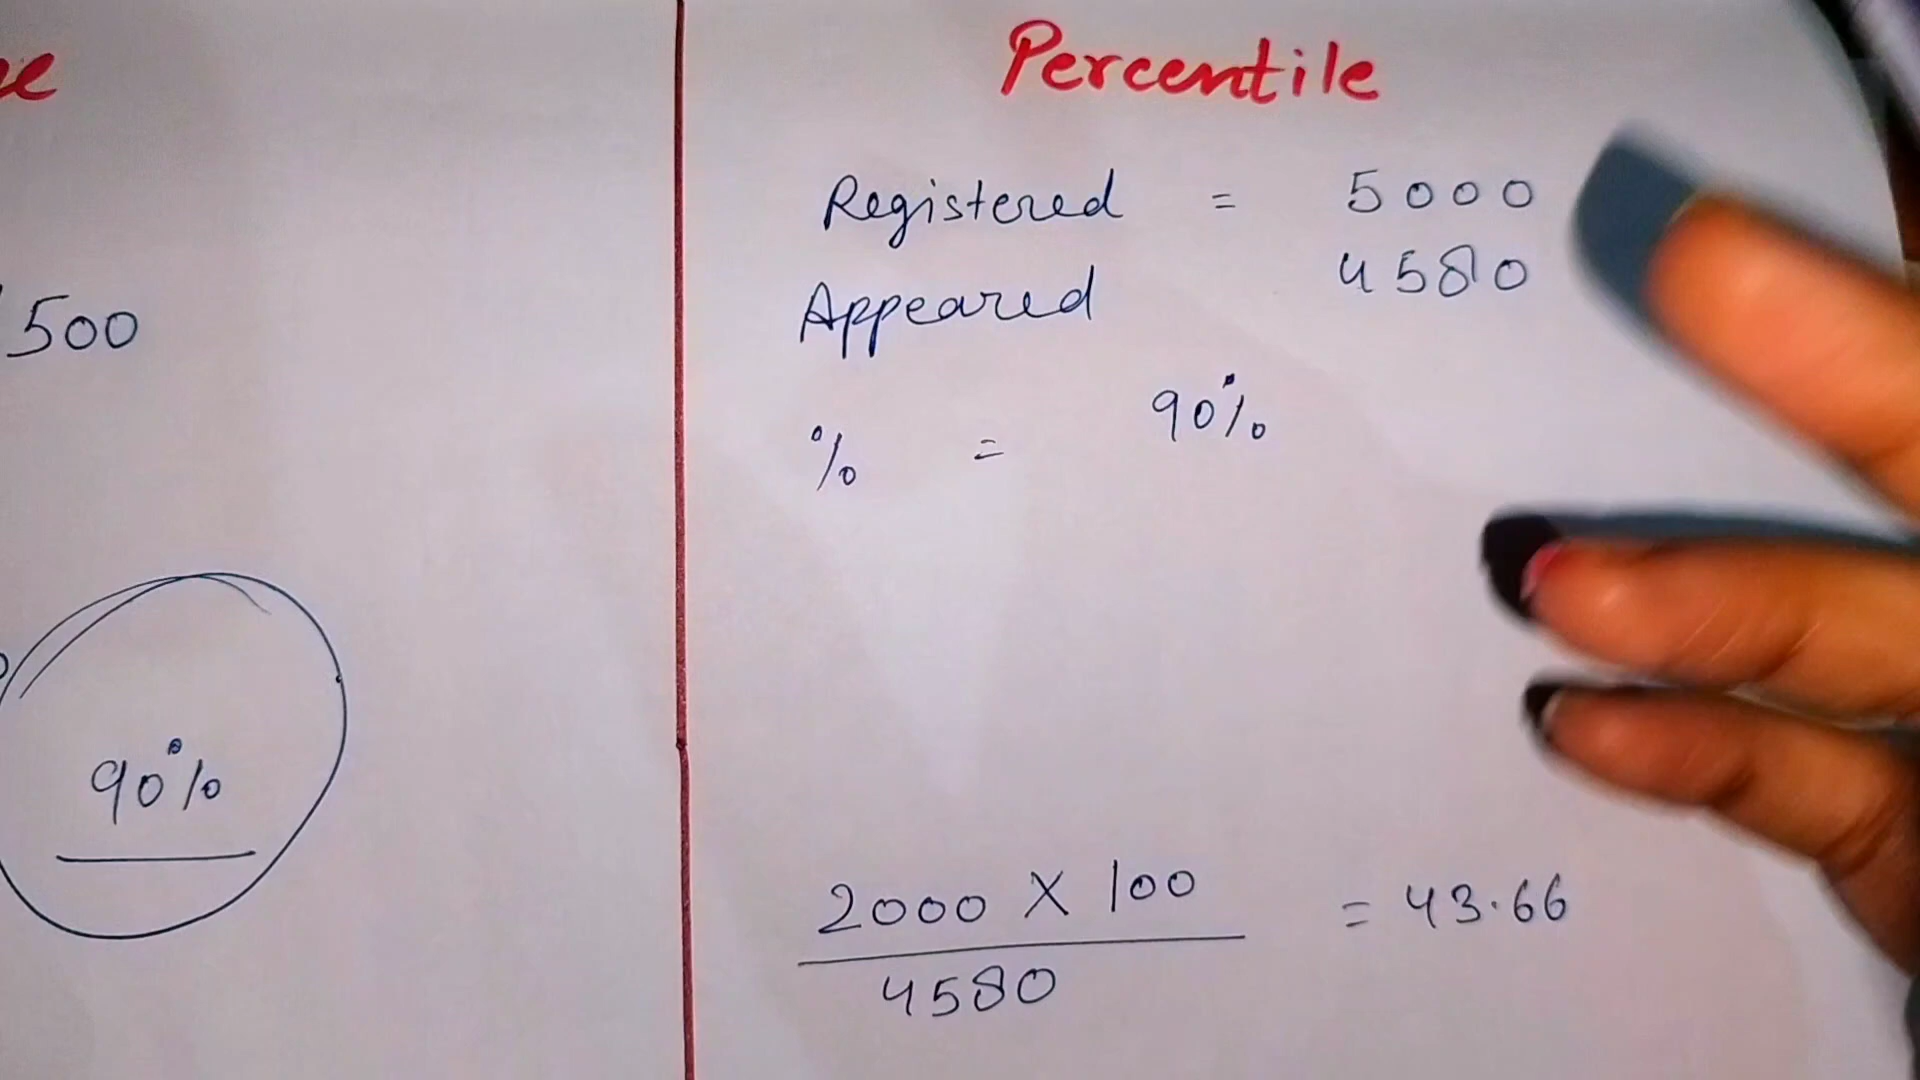 500
90%
Percentile
Registered = 5000
Appeared 4580
% = 90%
2000 X 100 = 43.66
4580